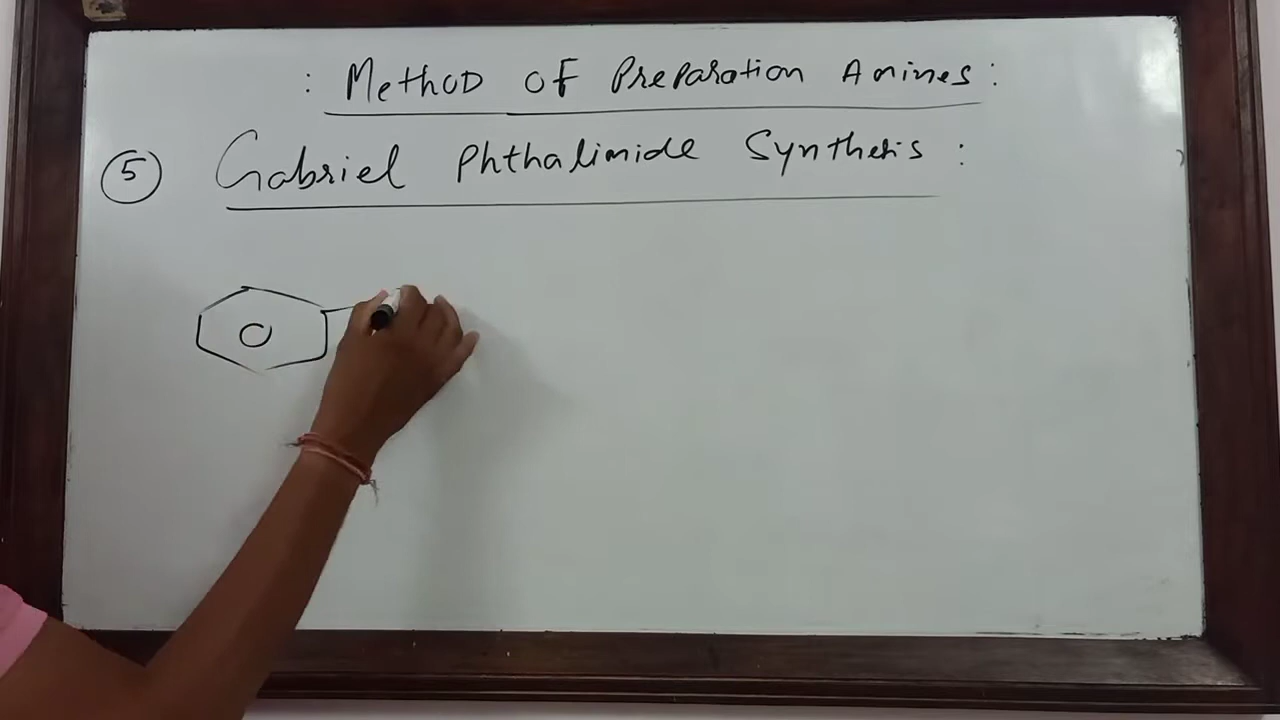 : Method of Preparation Amines :
5 Gabriel Phthalimide Synthesis :